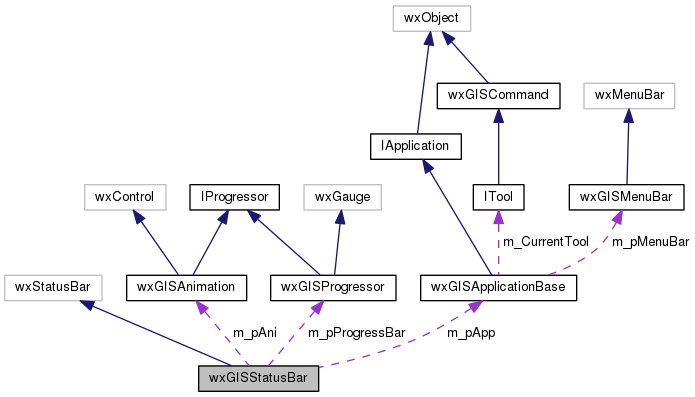 wxObject
wxGISCommand
wxMenuBar
IApplication
wxControl
IProgressor
wxGauge
ITool
wxGISMenuBar
m_CurrentTool
m_pMenuBar
wxStatusBar
wxGISAnimation
wxGISProgressor
wxGISApplicationBase
m_pAni
m_pProgressBar
m_pApp
wxGISStatusBar